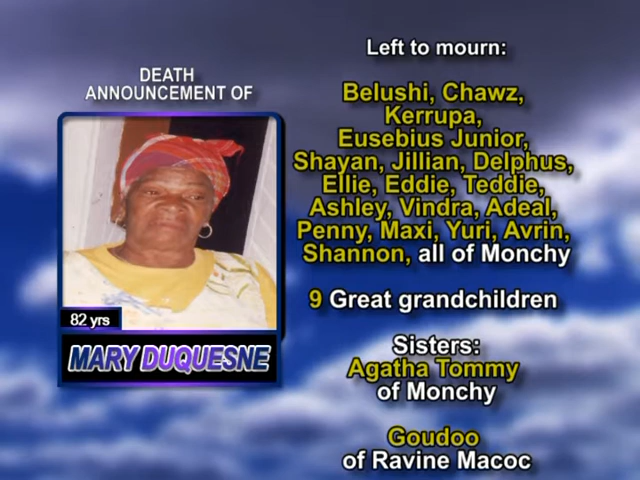 DEATH
ANNOUNCEMENT OF
82 yrs
MARY DUQUESNE
Left to mourn:
Belushi, Chawz,
Kerrupa,
Eusebius Junior,
Shayan, Jillian, Delphus,
Ellie, Eddie, Teddie,
Ashley, Vindra, Adeal,
Penny, Maxi, Yuri, Avrin,
Shannon, all of Monchy
9 Great grandchildren
Sisters:
Agatha Tommy
of Monchy
Goudoo
of Ravine Macoc